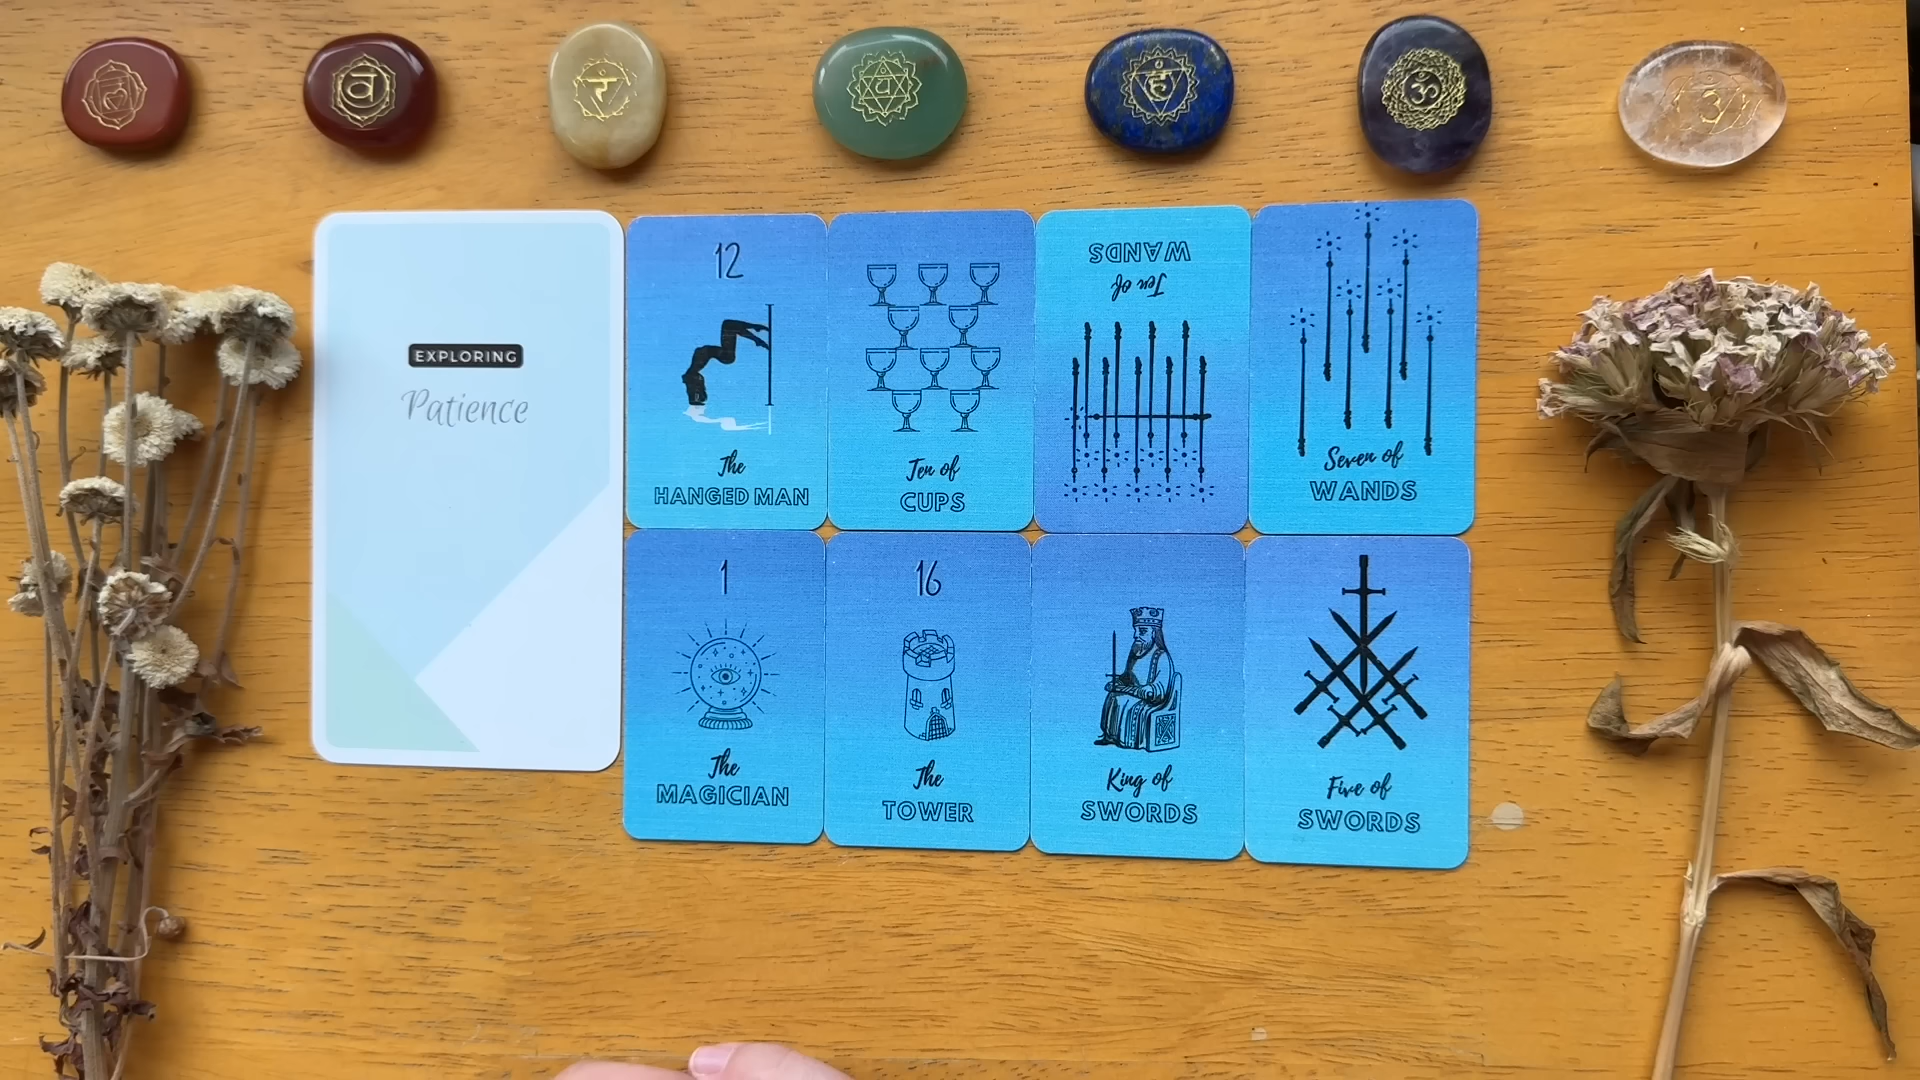 EXPLORING
Patience
12
The
HANGED MAN
Ten of
CUPS
Ten of
WANDS
Seven of
WANDS
1
The
MAGICIAN
16
The
TOWER
King of
SWORDS
Five of
SWORDS
वं
ॐ